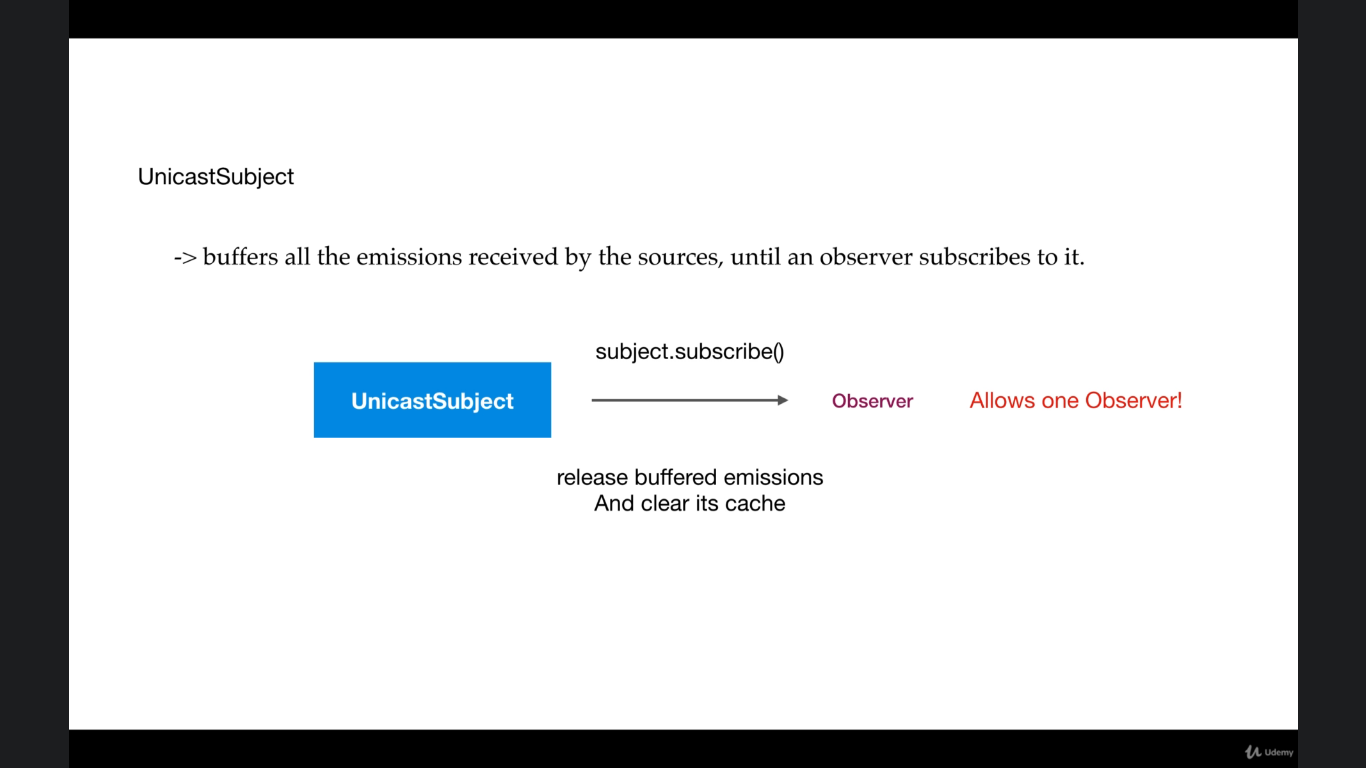 UnicastSubject
-> buffers all the emissions received by the sources, until an observer subscribes to it.
subject.subscribe()
UnicastSubject
Observer
Allows one Observer!
release buffered emissions
And clear its cache
Udemy